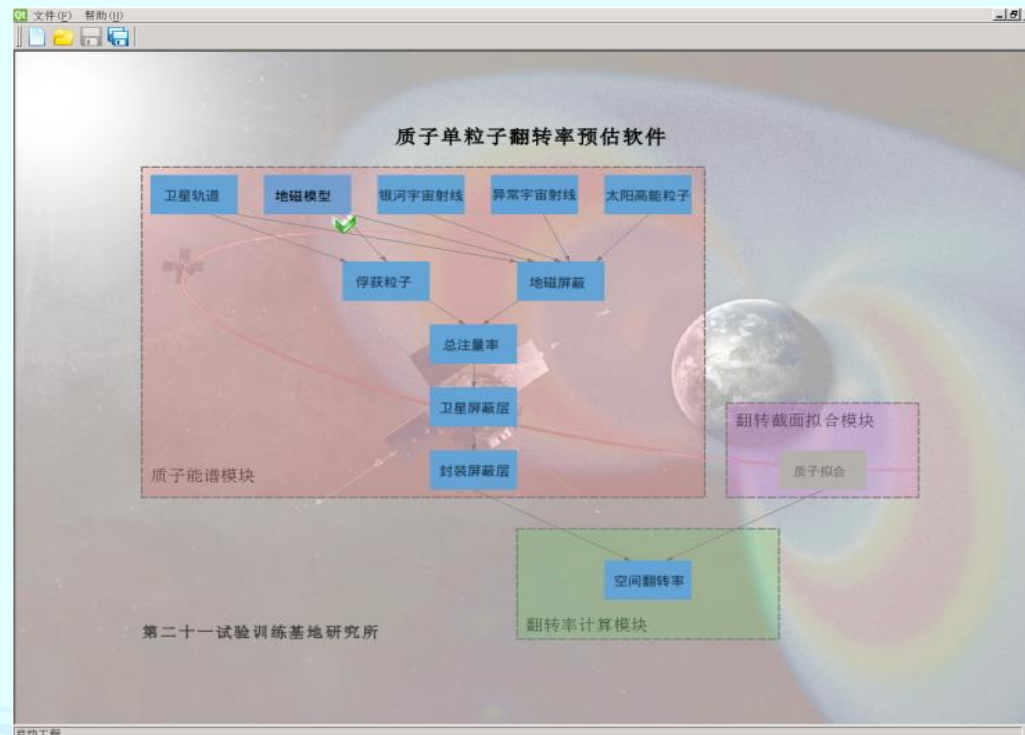 文件(F) 帮助(H)
质子单粒子翻转率预估软件
卫星轨道
地磁模型
银河宇宙射线
异常宇宙射线
太阳高能粒子
俘获粒子
地磁屏蔽
总注量率
卫星屏蔽层
封装屏蔽层
质子能谱模块
翻转截面拟合模块
质子拟合
空间翻转率
翻转率计算模块
第二十一试验训练基地研究所